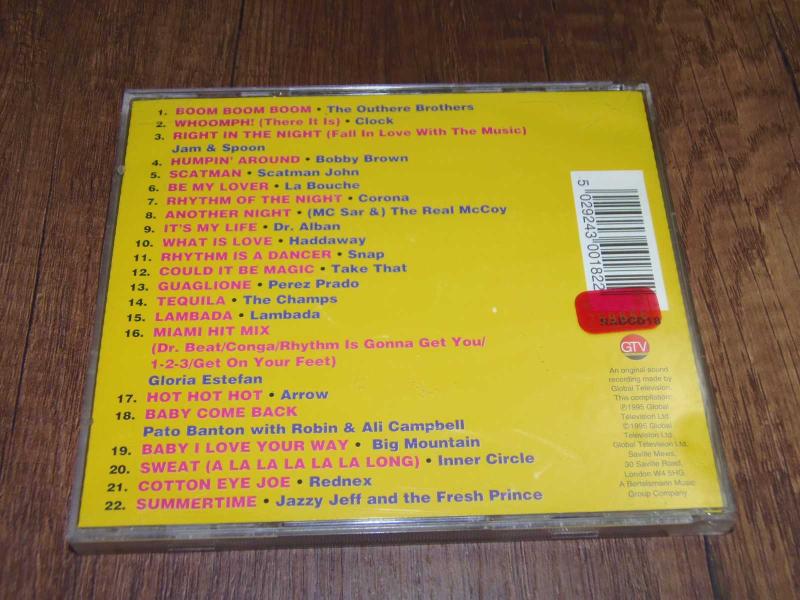 1. BOOM BOOM BOOM • The Outhere Brothers
2. WHOOMPH! (There It Is) • Clock
3. RIGHT IN THE NIGHT (Fall In Love With The Music)
Jam & Spoon
4. HUMPIN' AROUND • Bobby Brown
5. SCATMAN • Scatman John
6. BE MY LOVER • La Bouche
7. RHYTHM OF THE NIGHT • Corona
8. ANOTHER NIGHT • (MC Sar &) The Real McCoy
9. IT'S MY LIFE • Dr. Alban
10. WHAT IS LOVE • Haddaway
11. RHYTHM IS A DANCER • Snap
12. COULD IT BE MAGIC • Take That
13. GUAGLIONE • Perez Prado
14. TEQUILA • The Champs
15. LAMBADA • Lambada
16. MIAMI HIT MIX
(Dr. Beat/Conga/Rhythm Is Gonna Get You/
1-2-3/Get On Your Feet)
Gloria Estefan
17. HOT HOT HOT • Arrow
18. BABY COME BACK
Pato Banton with Robin & Ali Campbell
19. BABY I LOVE YOUR WAY • Big Mountain
20. SWEAT (A LA LA LA LA LA LONG) • Inner Circle
21. COTTON EYE JOE • Rednex
22. SUMMERTIME • Jazzy Jeff and the Fresh Prince
5 029243 001822
GTV
An original sound
recording made by
Global Television.
This compilation
℗1995 Global
Television Ltd.
©1995 Global
Television Ltd.
Saville Mews,
30 Saville Road,
London W4 5HG.
A Bertelsmann Music
Group Company